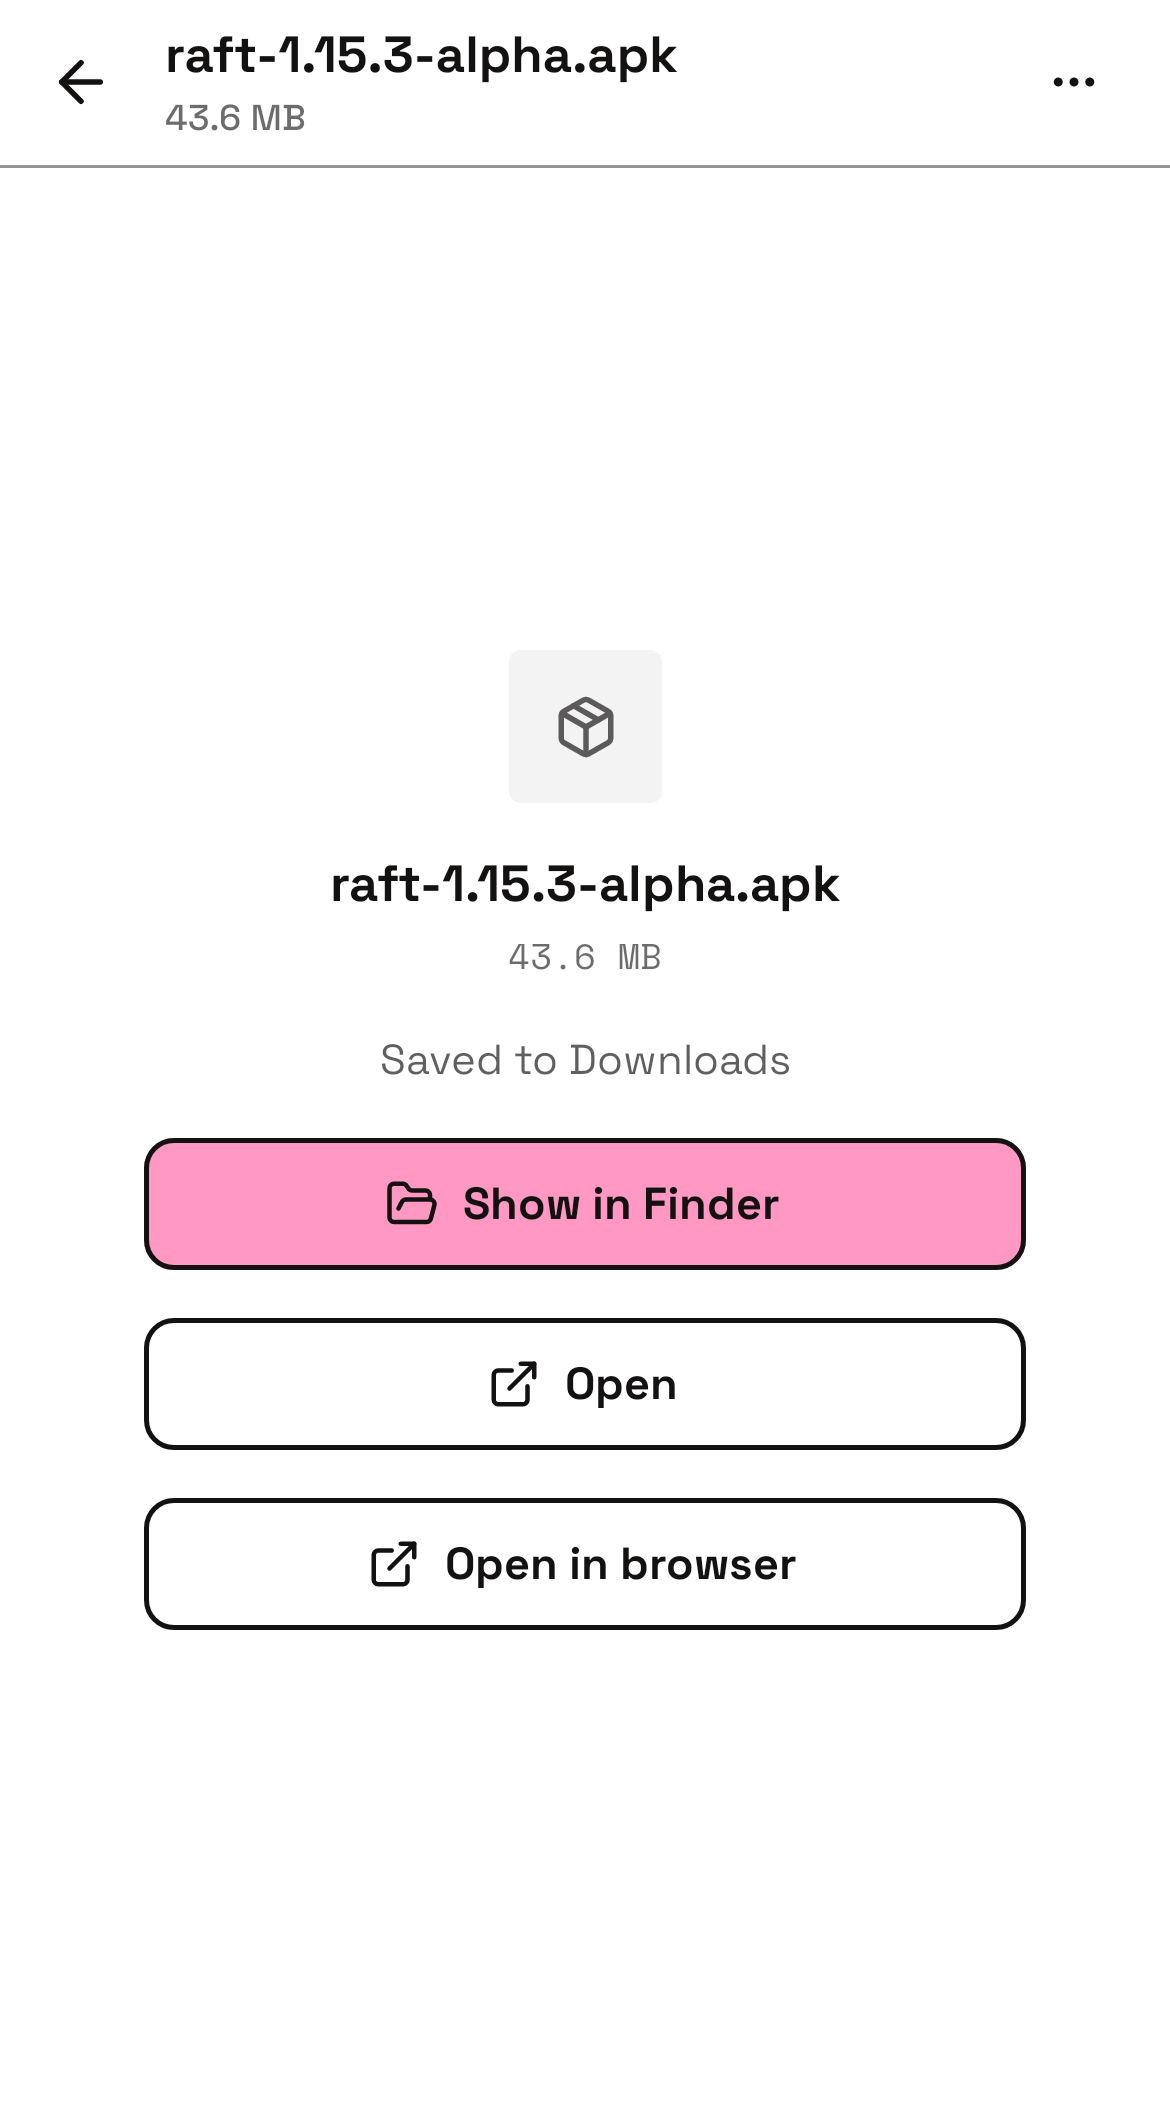 raft-1.15.3-alpha.apk
43.6 MB
raft-1.15.3-alpha.apk
43.6 MB
Saved to Downloads
Show in Finder
Open
Open in browser